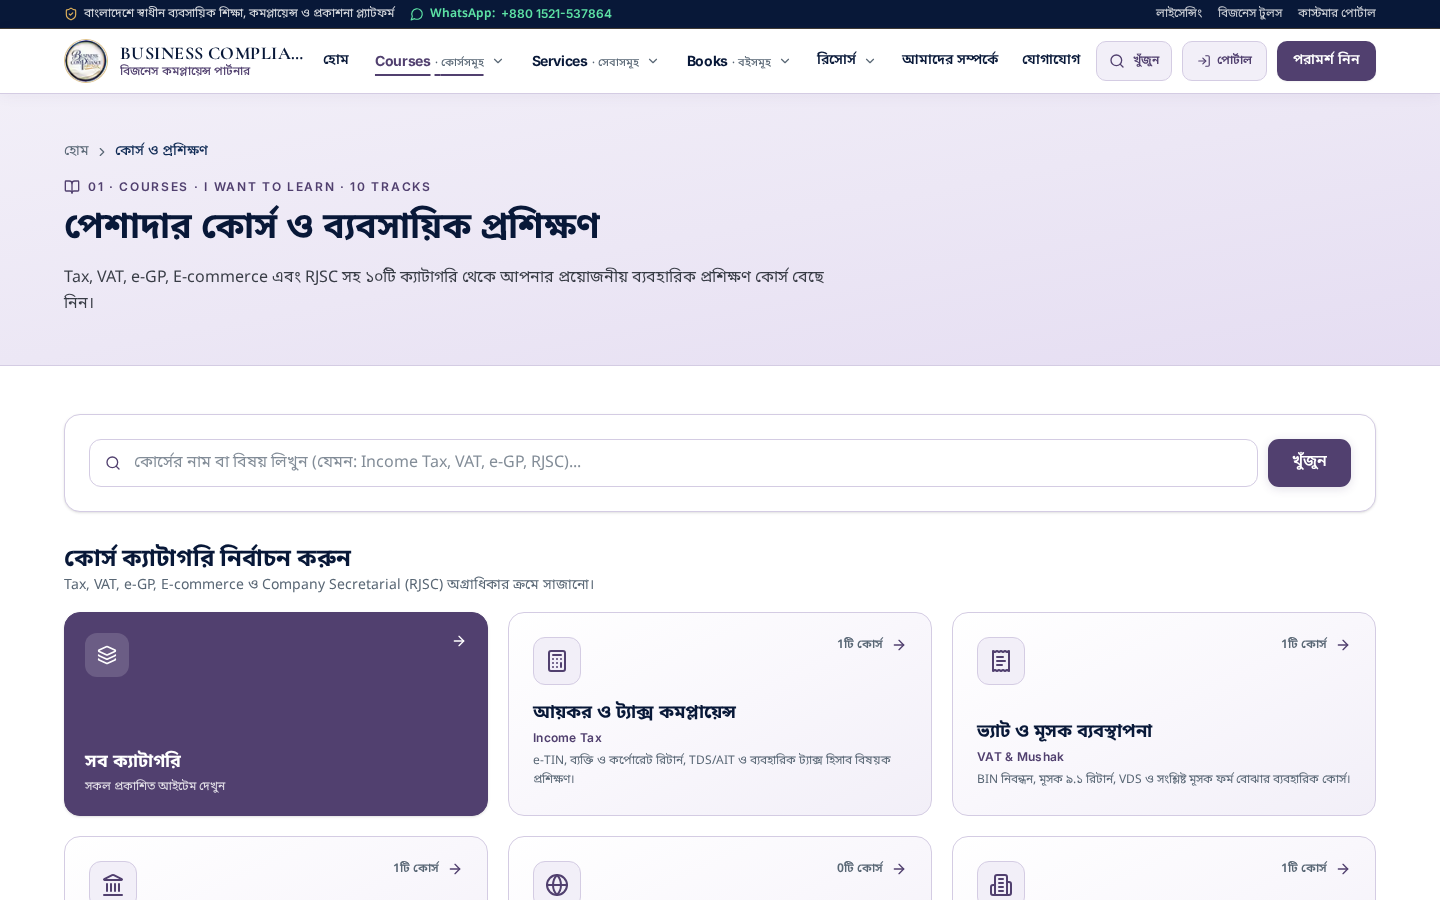 বাংলাদেশে স্বাধীন ব্যবসায়িক শিক্ষা, কমপ্লায়েন্স ও প্রকাশনা প্ল্যাটফর্ম WhatsApp: +880 1521-537864 লাইসেন্সিং বিজনেস টুলস কাস্টমার পোর্টাল
BUSINESS COMPLIA...
বিজনেস কমপ্লায়েন্স পার্টনার
হোম Courses · কোর্সসমূহ Services · সেবাসমূহ Books · বইসমূহ রিসোর্স আমাদের সম্পর্কে যোগাযোগ খুঁজুন পোর্টাল পরামর্শ নিন
হোম > কোর্স ও প্রশিক্ষণ
01 · COURSES · I WANT TO LEARN · 10 TRACKS
পেশাদার কোর্স ও ব্যবসায়িক প্রশিক্ষণ
Tax, VAT, e-GP, E-commerce এবং RJSC সহ ১০টি ক্যাটাগরি থেকে আপনার প্রয়োজনীয় ব্যবহারিক প্রশিক্ষণ কোর্স বেছে
নিন।
কোর্সের নাম বা বিষয় লিখুন (যেমন: Income Tax, VAT, e-GP, RJSC)...
খুঁজুন
কোর্স ক্যাটাগরি নির্বাচন করুন
Tax, VAT, e-GP, E-commerce ও Company Secretarial (RJSC) অগ্রাধিকার ক্রমে সাজানো।
সব ক্যাটাগরি
সকল প্রকাশিত আইটেম দেখুন
1টি কোর্স
আয়কর ও ট্যাক্স কমপ্লায়েন্স
Income Tax
e-TIN, ব্যক্তি ও কর্পোরেট রিটার্ন, TDS/AIT ও ব্যবহারিক ট্যাক্স হিসাব বিষয়ক
প্রশিক্ষণ।
1টি কোর্স
ভ্যাট ও মূসক ব্যবস্থাপনা
VAT & Mushak
BIN নিবন্ধন, মূসক ৯.১ রিটার্ন, VDS ও সংশ্লিষ্ট মূসক ফর্ম বোঝার ব্যবহারিক কোর্স।
1টি কোর্স
0টি কোর্স
1টি কোর্স